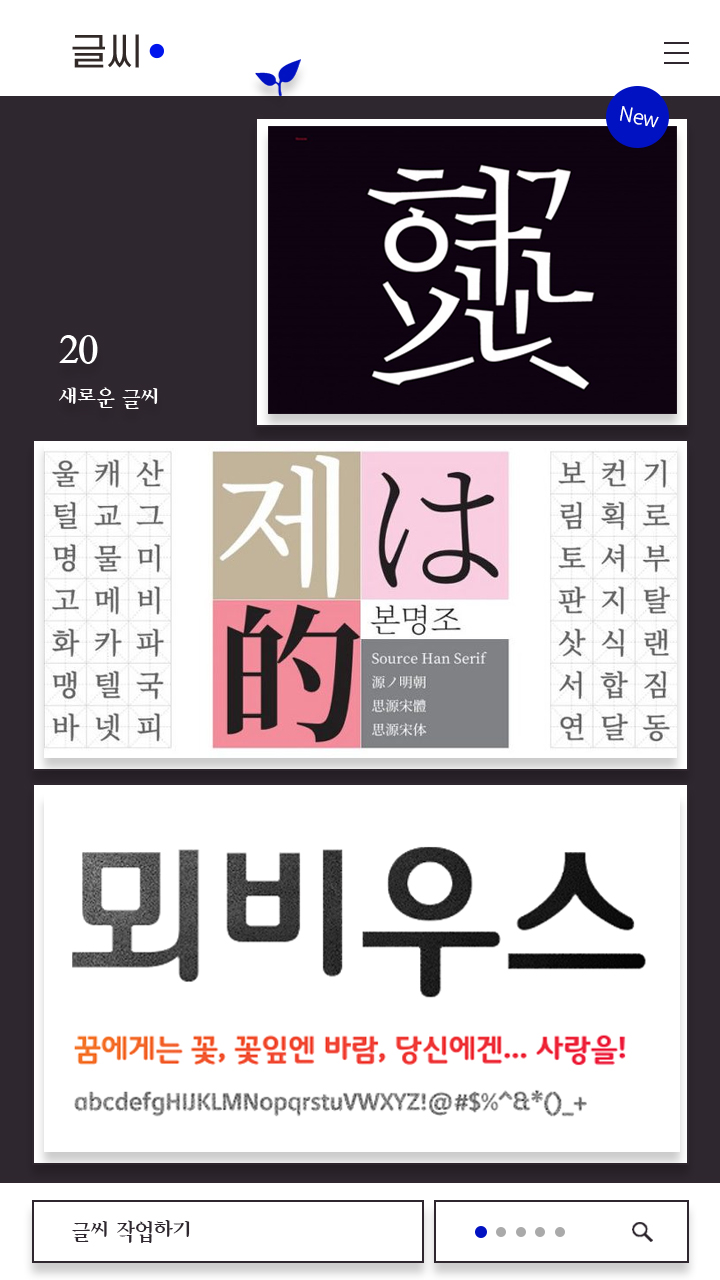 글씨
New
20
새로운 글씨
울 캐 산
털 교 그
명 물 미
고 메 비
화 카 파
맹 텔 국
바 넷 피
제 は
的 본명조
Source Han Serif
源ノ明朝
思源宋體
思源宋体
보 컨 기
림 획 로
토 셔 부
판 지 탈
삿 식 랜
서 합 짐
연 달 동
뫼비우스
꿈에게는 꽃, 꽃잎엔 바람, 당신에겐... 사랑을!
abcdefgHIJKLMNopqrstuVWXYZ!@#$%^&*()_+
글씨 작업하기